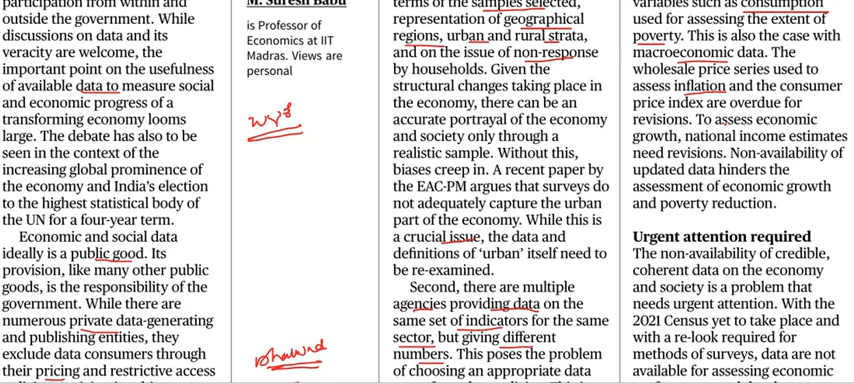 participation from within and
outside the government. While
discussions on data and its
veracity are welcome, the
important point on the usefulness
of available data to measure social
and economic progress of a
transforming economy looms
large. The debate has also to be
seen in the context of the
increasing global prominence of
the economy and India's election
to the highest statistical body of
the UN for a four-year term.
Economic and social data
ideally is a public good. Its
provision, like many other public
goods, is the responsibility of the
government. While there are
numerous private data-generating
and publishing entities, they
exclude data consumers through
their pricing and restrictive access
M. Suresh Babu
is Professor of
Economics at IIT
Madras. Views are
personal
terms of the samples selected,
representation of geographical
regions, urban and rural strata,
and on the issue of non-response
by households. Given the
structural changes taking place in
the economy, there can be an
accurate portrayal of the economy
and society only through a
realistic sample. Without this,
biases creep in. A recent paper by
the EAC-PM argues that surveys do
not adequately capture the urban
part of the economy. While this is
a crucial issue, the data and
definitions of 'urban' itself need to
be re-examined.
Second, there are multiple
agencies providing data on the
same set of indicators for the same
sector, but giving different
numbers. This poses the problem
of choosing an appropriate data
variables such as consumption
used for assessing the extent of
poverty. This is also the case with
macroeconomic data. The
wholesale price series used to
assess inflation and the consumer
price index are overdue for
revisions. To assess economic
growth, national income estimates
need revisions. Non-availability of
updated data hinders the
assessment of economic growth
and poverty reduction.
Urgent attention required
The non-availability of credible,
coherent data on the economy
and society is a problem that
needs urgent attention. With the
2021 Census yet to take place and
with a re-look required for
methods of surveys, data are not
available for assessing economic